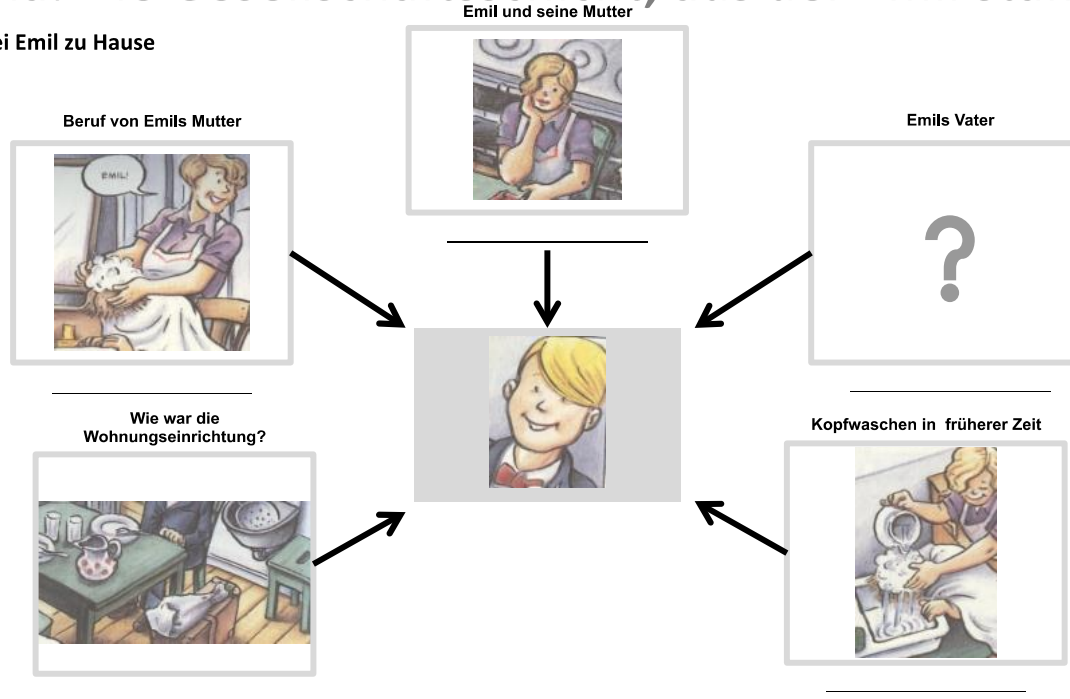 Emil und seine Mutter
ei Emil zu Hause
Beruf von Emils Mutter
Emils Vater
EMIL!
?
Wie war die
Wohnungseinrichtung?
Kopfwaschen in früherer Zeit